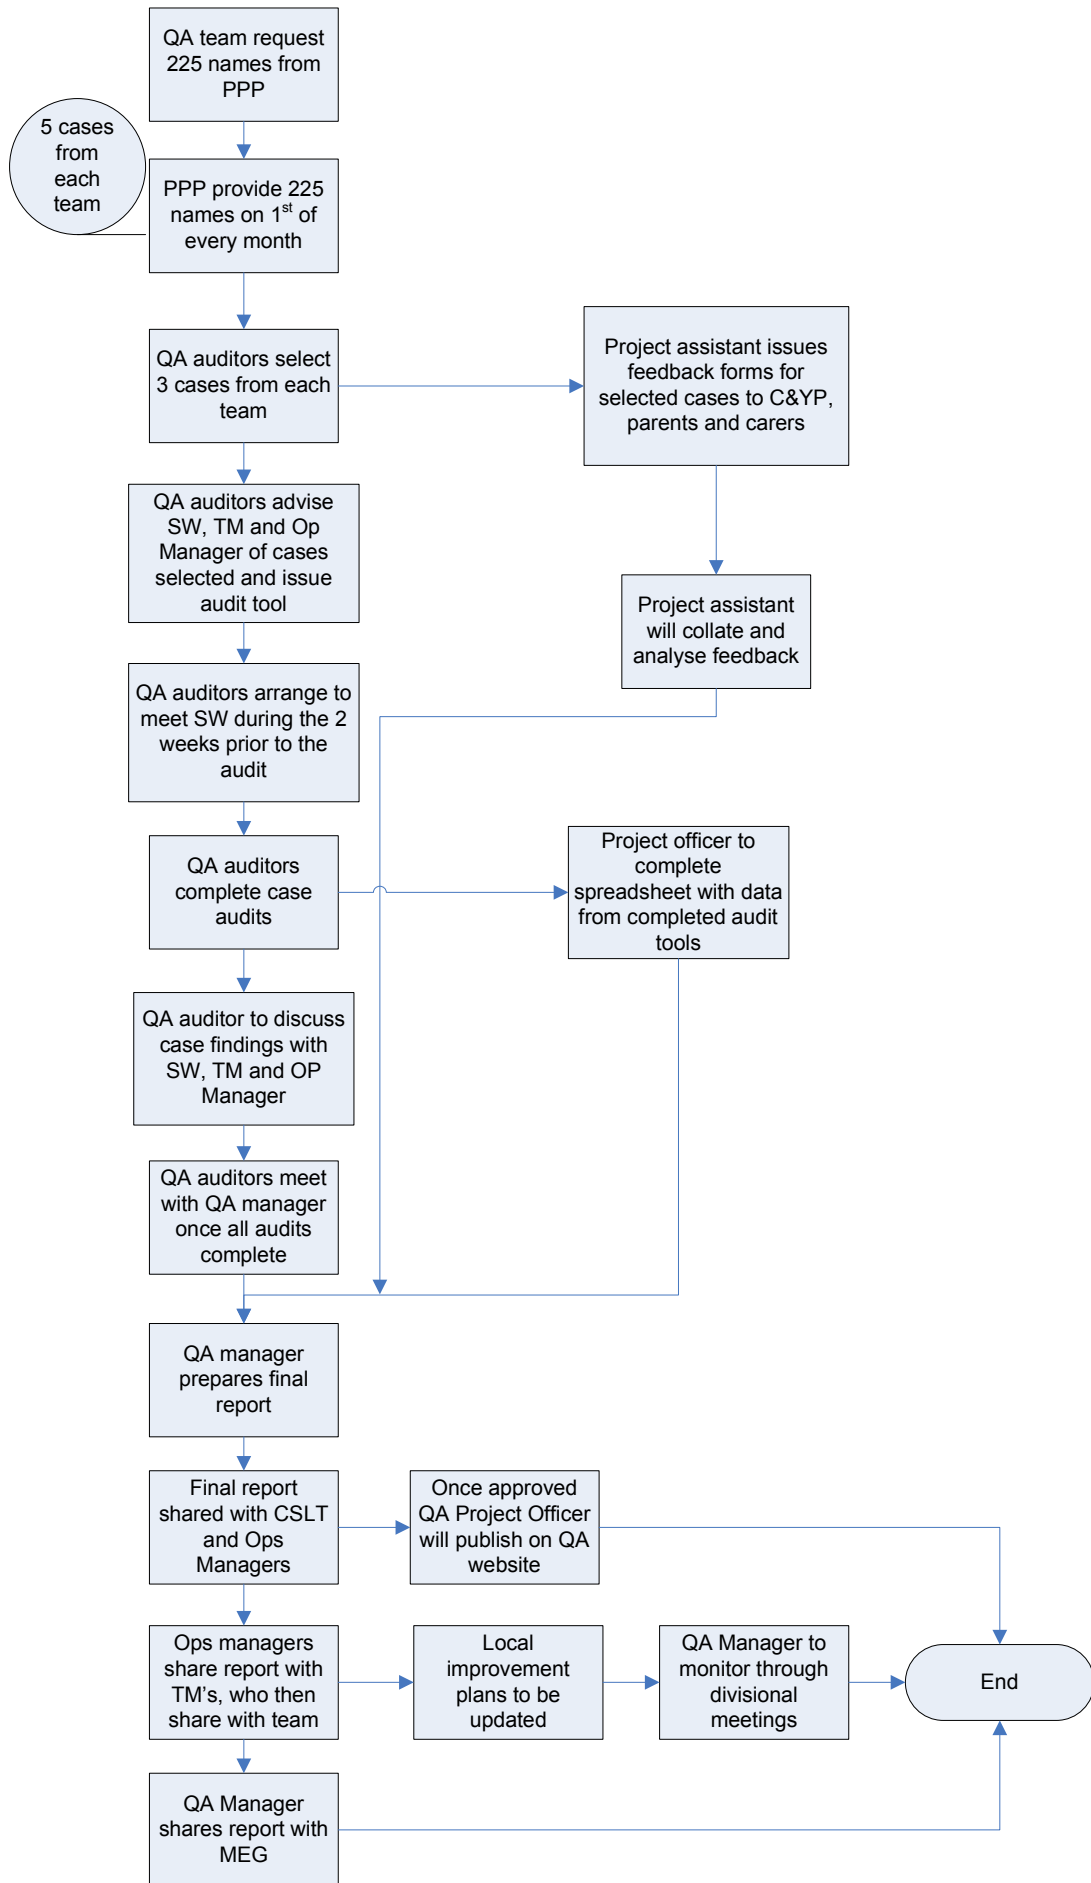 QA team request
225 names from
PPP
5 cases
from
each
team
PPP provide 225
names on 1st of
every month
QA auditors select
3 cases from each
team
Project assistant issues
feedback forms for
selected cases to C&YP,
parents and carers
QA auditors advise
SW, TM and Op
Manager of cases
selected and issue
audit tool
Project assistant
will collate and
analyse feedback
QA auditors arrange to
meet SW during the 2
weeks prior to the
audit
QA auditors
complete case
audits
Project officer to
complete
spreadsheet with data
from completed audit
tools
QA auditor to discuss
case findings with
SW, TM and OP
Manager
QA auditors meet
with QA manager
once all audits
complete
QA manager
prepares final
report
Final report
shared with CSLT
and Ops
Managers
Once approved
QA Project Officer
will publish on QA
website
Ops managers
share report with
TM's, who then
share with team
Local
improvement
plans to be
updated
QA Manager to
monitor through
divisional
meetings
End
QA Manager
shares report with
MEG